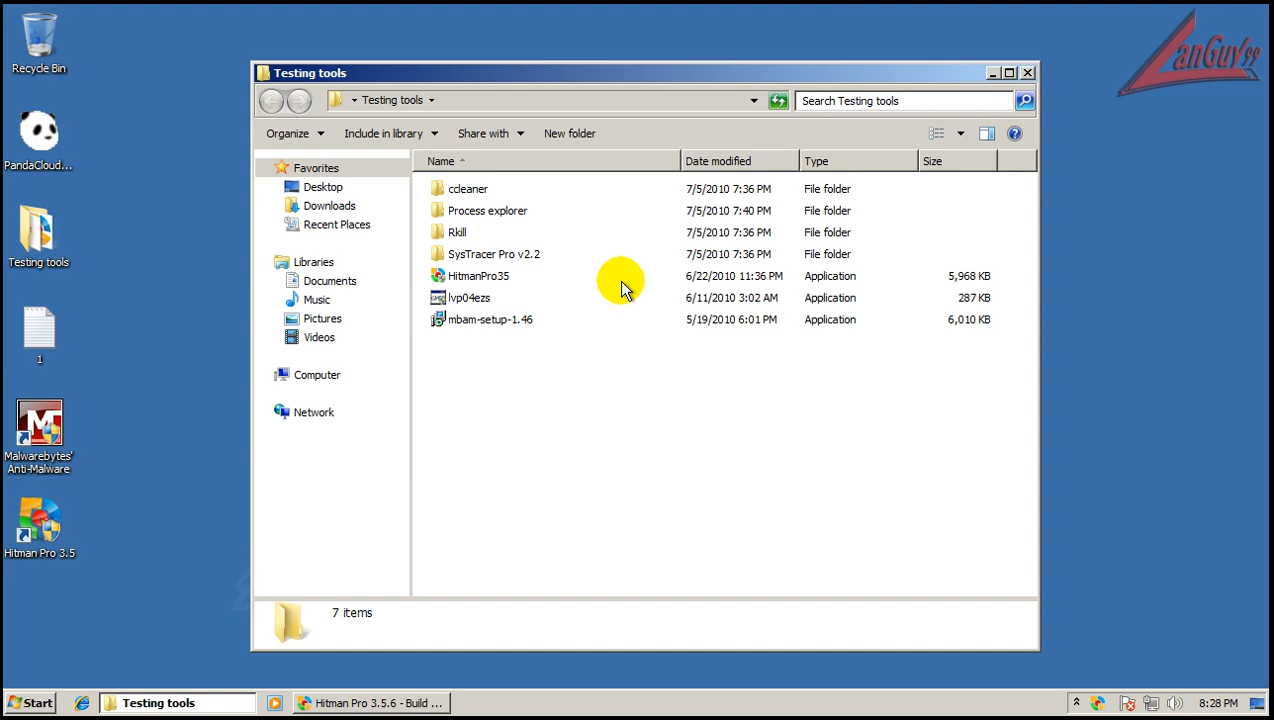 Recycle Bin
PandaCloud...
Testing tools
1
Malwarebytes'
Anti-Malware
Hitman Pro 3.5
LanGuy99
Testing tools
Testing tools
Search Testing tools
Organize
Include in library
Share with
New folder
Favorites
Desktop
Downloads
Recent Places
Libraries
Documents
Music
Pictures
Videos
Computer
Network
Name Date modified Type Size
ccleaner 7/5/2010 7:36 PM File folder
Process explorer 7/5/2010 7:40 PM File folder
Rkill 7/5/2010 7:36 PM File folder
SysTracer Pro v2.2 7/5/2010 7:36 PM File folder
HitmanPro35 6/22/2010 11:36 PM Application 5,968 KB
lvp04ezs 6/11/2010 3:02 AM Application 287 KB
mbam-setup-1.46 5/19/2010 6:01 PM Application 6,010 KB
7 items
Start
Testing tools
Hitman Pro 3.5.6 - Build ...
8:28 PM